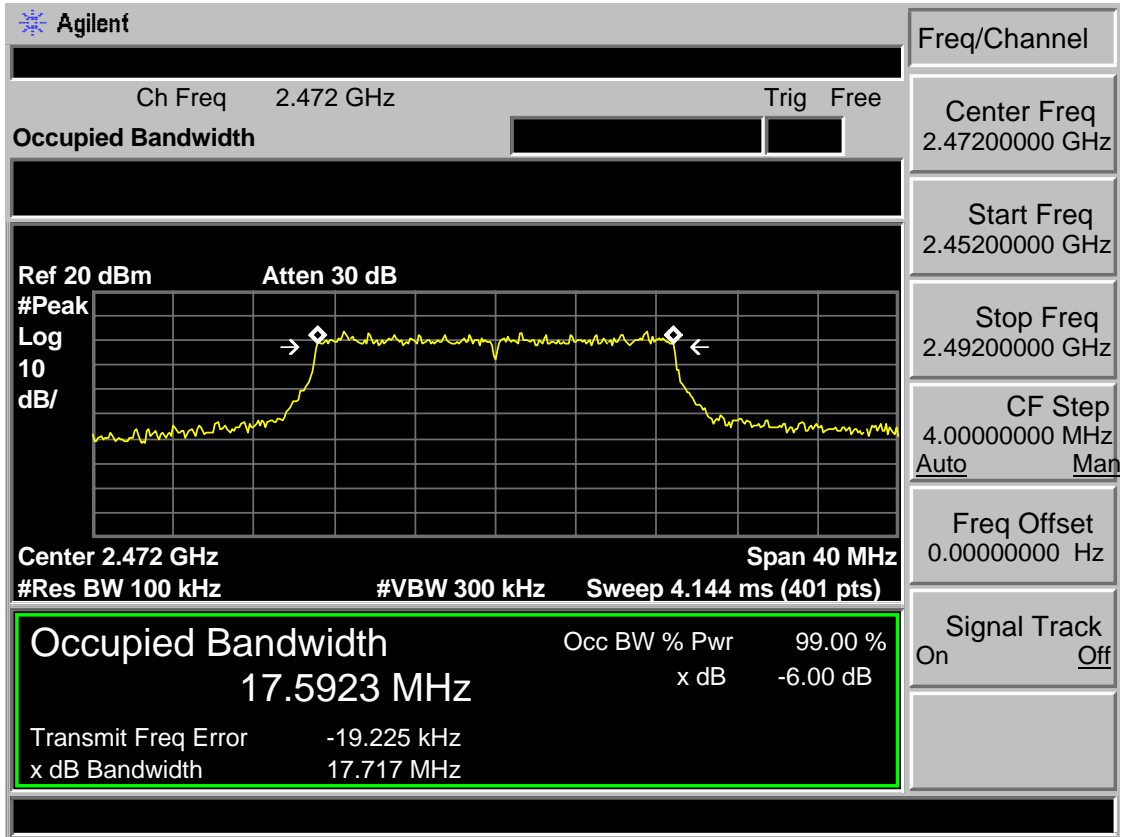 Agilent
Freq/Channel
Ch Freq 2.472 GHz Trig Free
Occupied Bandwidth
Center Freq
2.47200000 GHz
Start Freq
2.45200000 GHz
Stop Freq
2.49200000 GHz
CF Step
4.00000000 MHz
Auto Man
Freq Offset
0.00000000 Hz
Signal Track
On Off
Ref 20 dBm Atten 30 dB
#Peak
Log
10
dB/
Center 2.472 GHz Span 40 MHz
#Res BW 100 kHz #VBW 300 kHz Sweep 4.144 ms (401 pts)
Occupied Bandwidth Occ BW % Pwr 99.00 %
17.5923 MHz x dB -6.00 dB
Transmit Freq Error -19.225 kHz
x dB Bandwidth 17.717 MHz